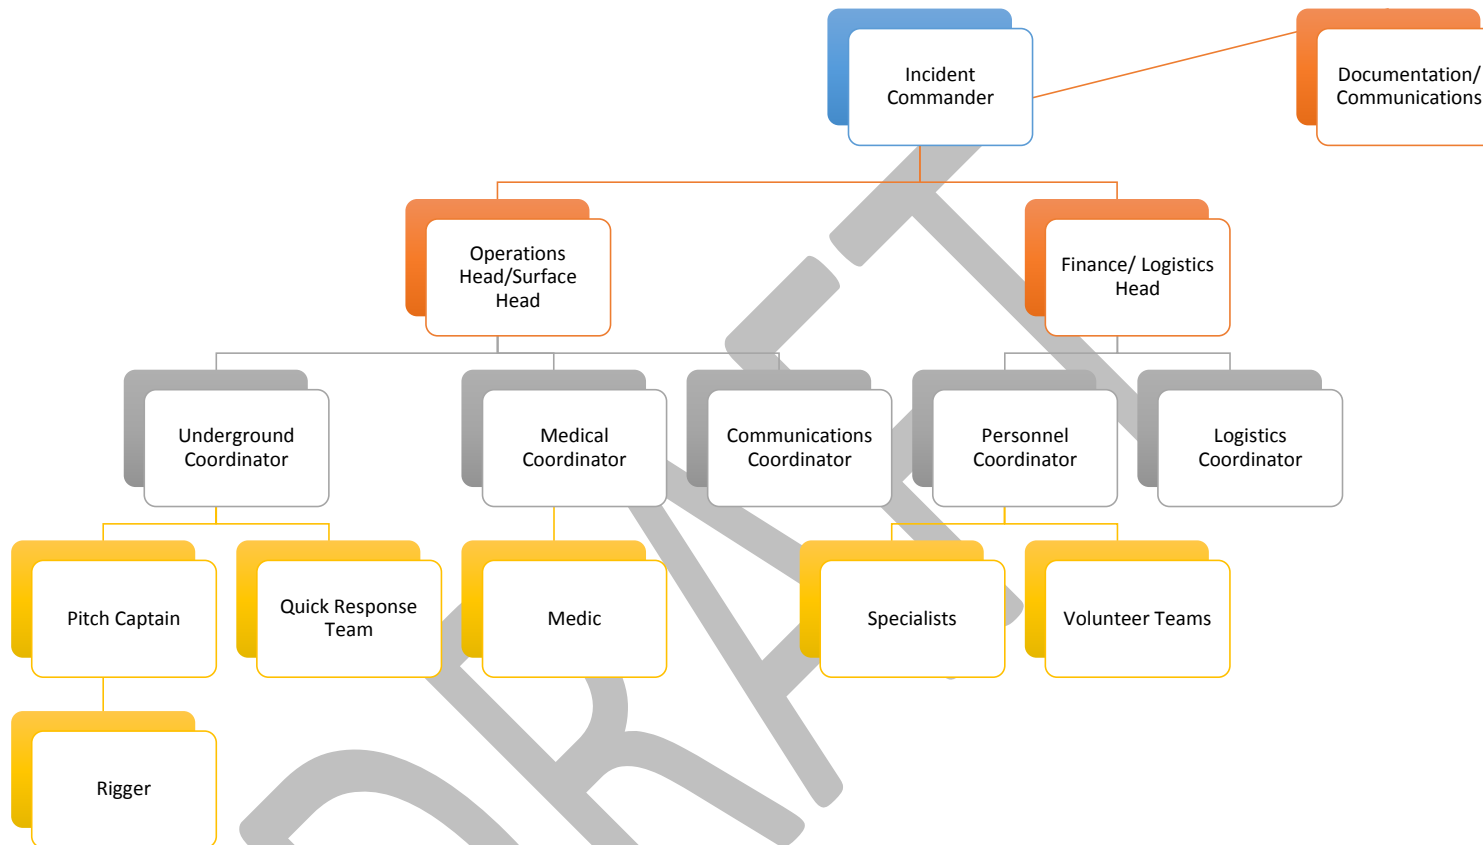 Incident
Commander
Documentation/
Communications
Operations
Head/Surface
Head
Finance/ Logistics
Head
Underground
Coordinator
Medical
Coordinator
Communications
Coordinator
Personnel
Coordinator
Logistics
Coordinator
Pitch Captain
Quick Response
Team
Medic
Specialists
Volunteer Teams
Rigger
DRAFT